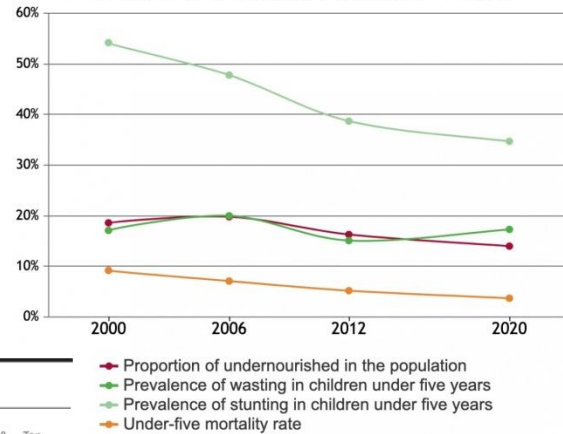 60%
50%
40%
30%
20%
10%
0%
2000 2006 2012 2020
Proportion of undernourished in the population
Prevalence of wasting in children under five years
Prevalence of stunting in children under five years
Under-five mortality rate